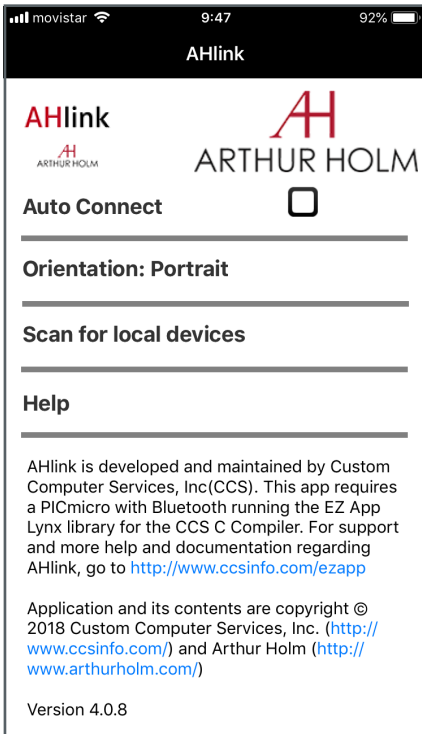 movistar 9:47 92%
AHlink
AHlink
AH
ARTHUR HOLM
AH
ARTHUR HOLM
Auto Connect
Orientation: Portrait
Scan for local devices
Help
AHlink is developed and maintained by Custom
Computer Services, Inc(CCS). This app requires
a PICmicro with Bluetooth running the EZ App
Lynx library for the CCS C Compiler. For support
and more help and documentation regarding
AHlink, go to http://www.ccsinfo.com/ezapp
Application and its contents are copyright ©
2018 Custom Computer Services, Inc. (http://
www.ccsinfo.com/) and Arthur Holm (http://
www.arthurholm.com/)
Version 4.0.8